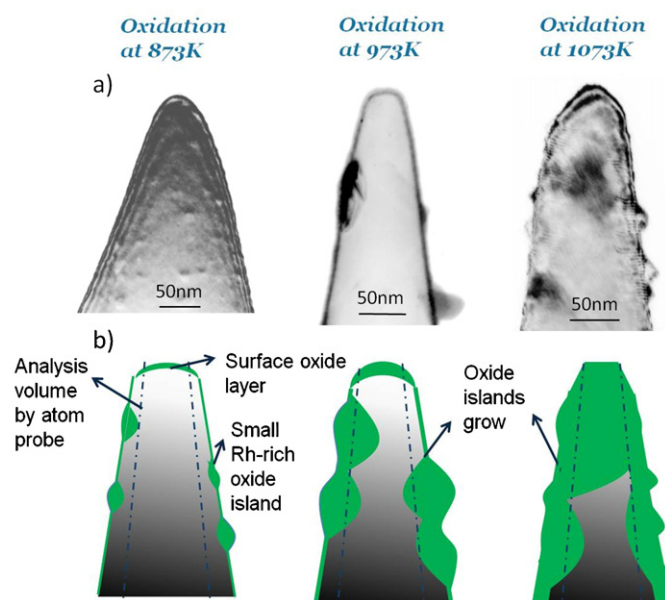 Oxidation
at 873K
Oxidation
at 973K
Oxidation
at 1073K
a)
50nm
50nm
50nm
b)
Analysis
volume
by atom
probe
Surface oxide
layer
Small
Rh-rich
oxide
island
Oxide
islands
grow